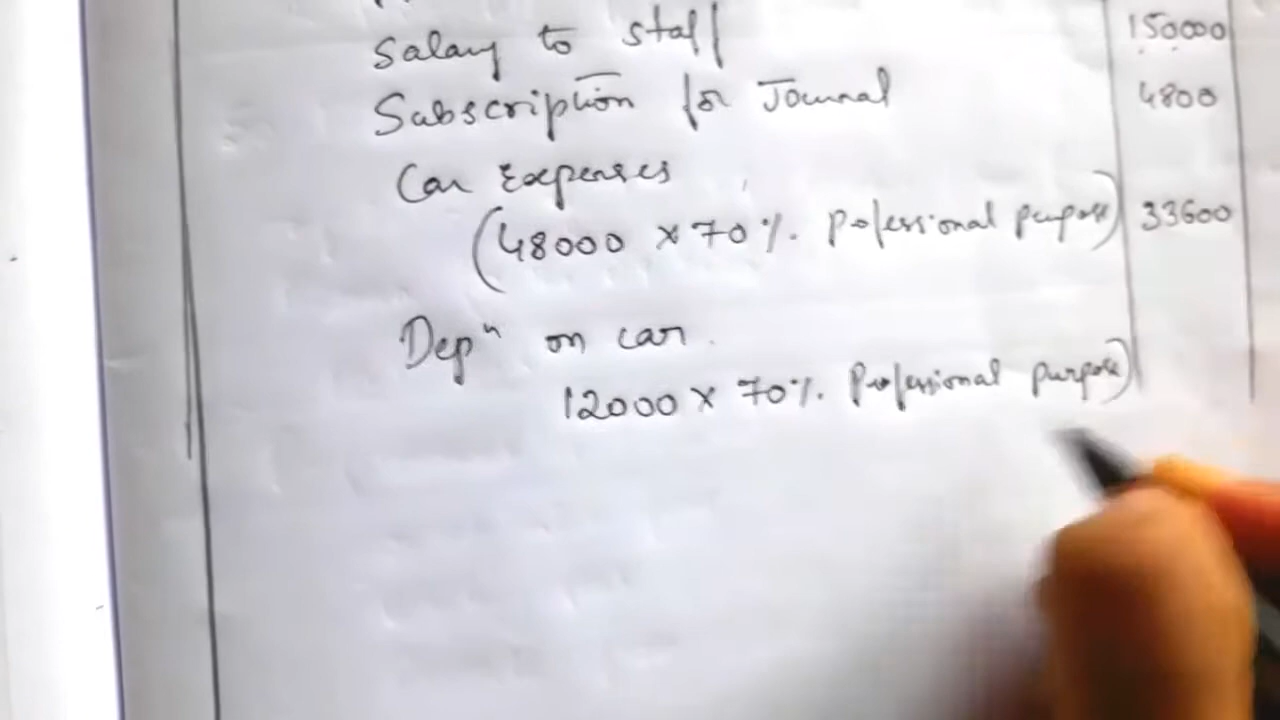 Salary to staff 150000
Subscription for Journal 4800
Car Expenses
(48000 x 70%. Pofessional purpose) 33600
Depn on car.
12000 x 70%. Professional purpose)